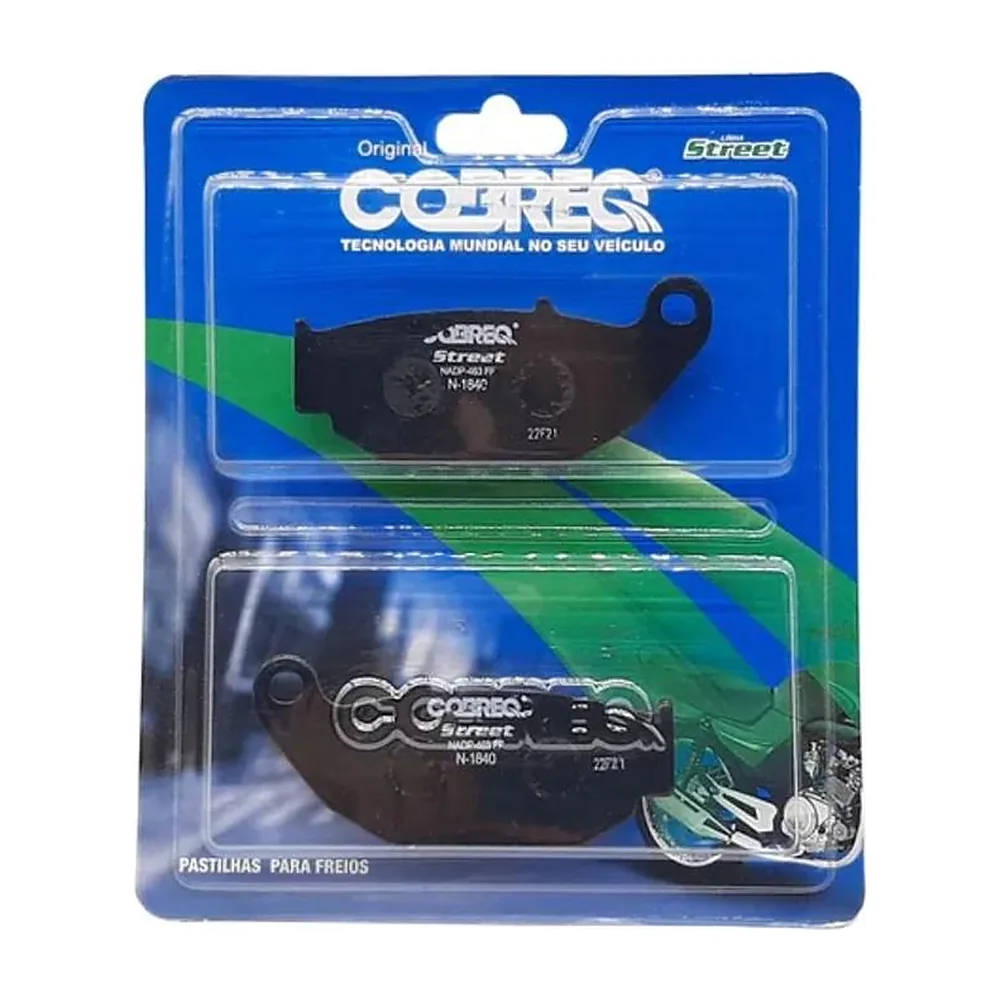 Original
LINHA
Street
COBREQ®
TECNOLOGIA MUNDIAL NO SEU VEÍCULO
COBREQ®
Street
NADP-463 FF
N-1840
22F21
COBREQ
COBREQ
Street
NADP-463 FF
N-1840
22F21
PASTILHAS PARA FREIOS